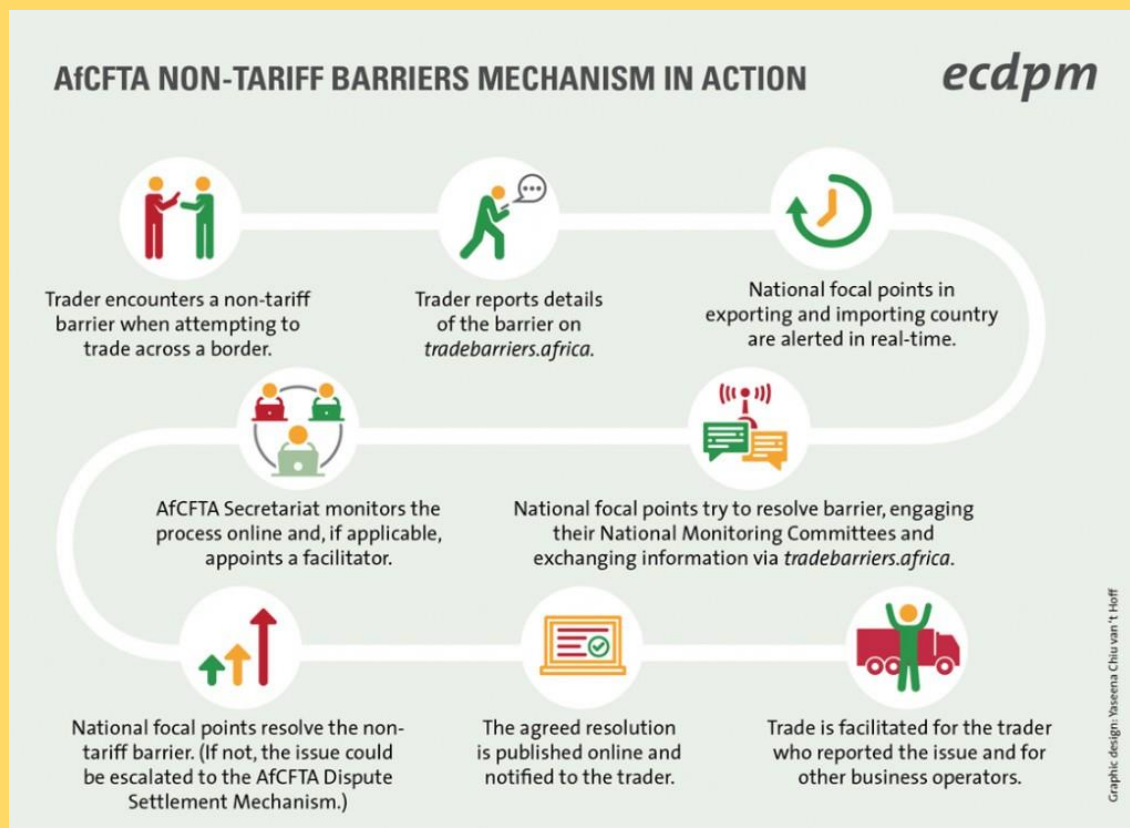 AfCFTA NON-TARIFF BARRIERS MECHANISM IN ACTION
ecdpm
Trader encounters a non-tariff
barrier when attempting to
trade across a border.
Trader reports details
of the barrier on
tradebarriers.africa.
National focal points in
exporting and importing country
are alerted in real-time.
National focal points try to resolve barrier, engaging
their National Monitoring Committees and
exchanging information via tradebarriers.africa.
AfCFTA Secretariat monitors the
process online and, if applicable,
appoints a facilitator.
National focal points resolve the non-
tariff barrier. (If not, the issue could
be escalated to the AfCFTA Dispute
Settlement Mechanism.)
The agreed resolution
is published online and
notified to the trader.
Trade is facilitated for the trader
who reported the issue and for
other business operators.
Graphic design: Yaseena Chiu van 't Hoff